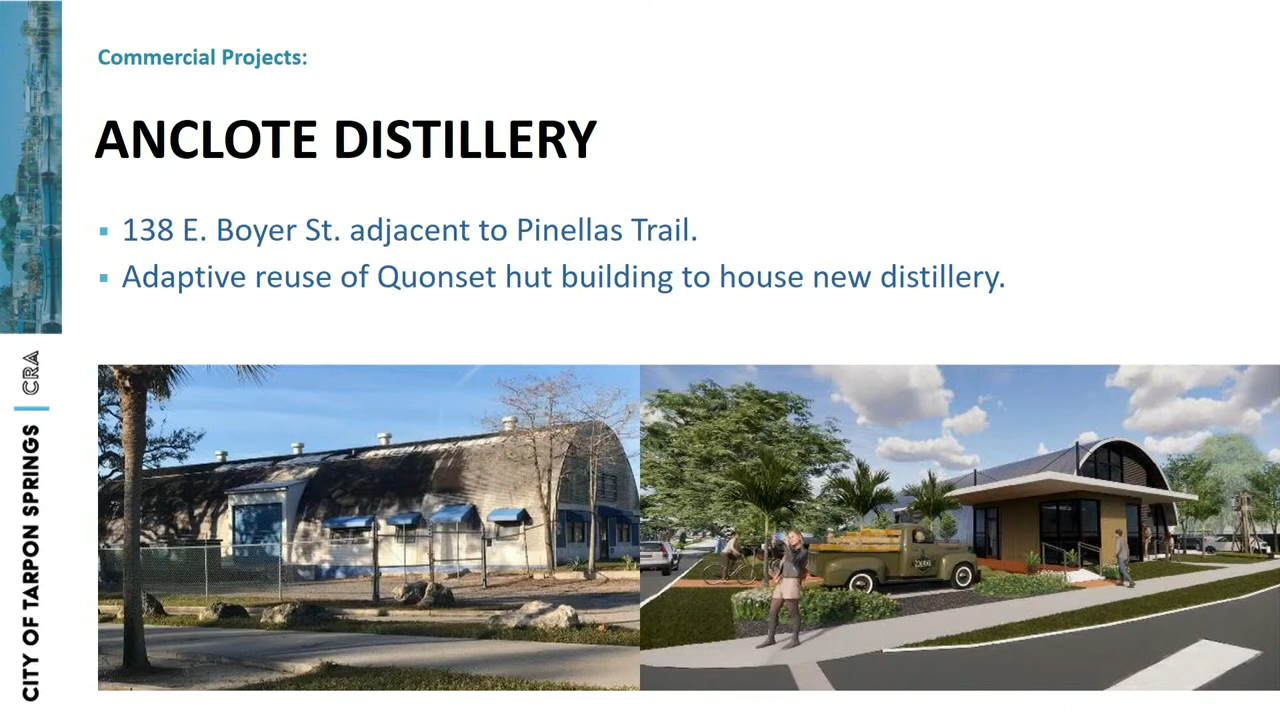 Commercial Projects:
ANCLOTE DISTILLERY
138 E. Boyer St. adjacent to Pinellas Trail.
Adaptive reuse of Quonset hut building to house new distillery.
CITY OF TARPON SPRINGS | CRA